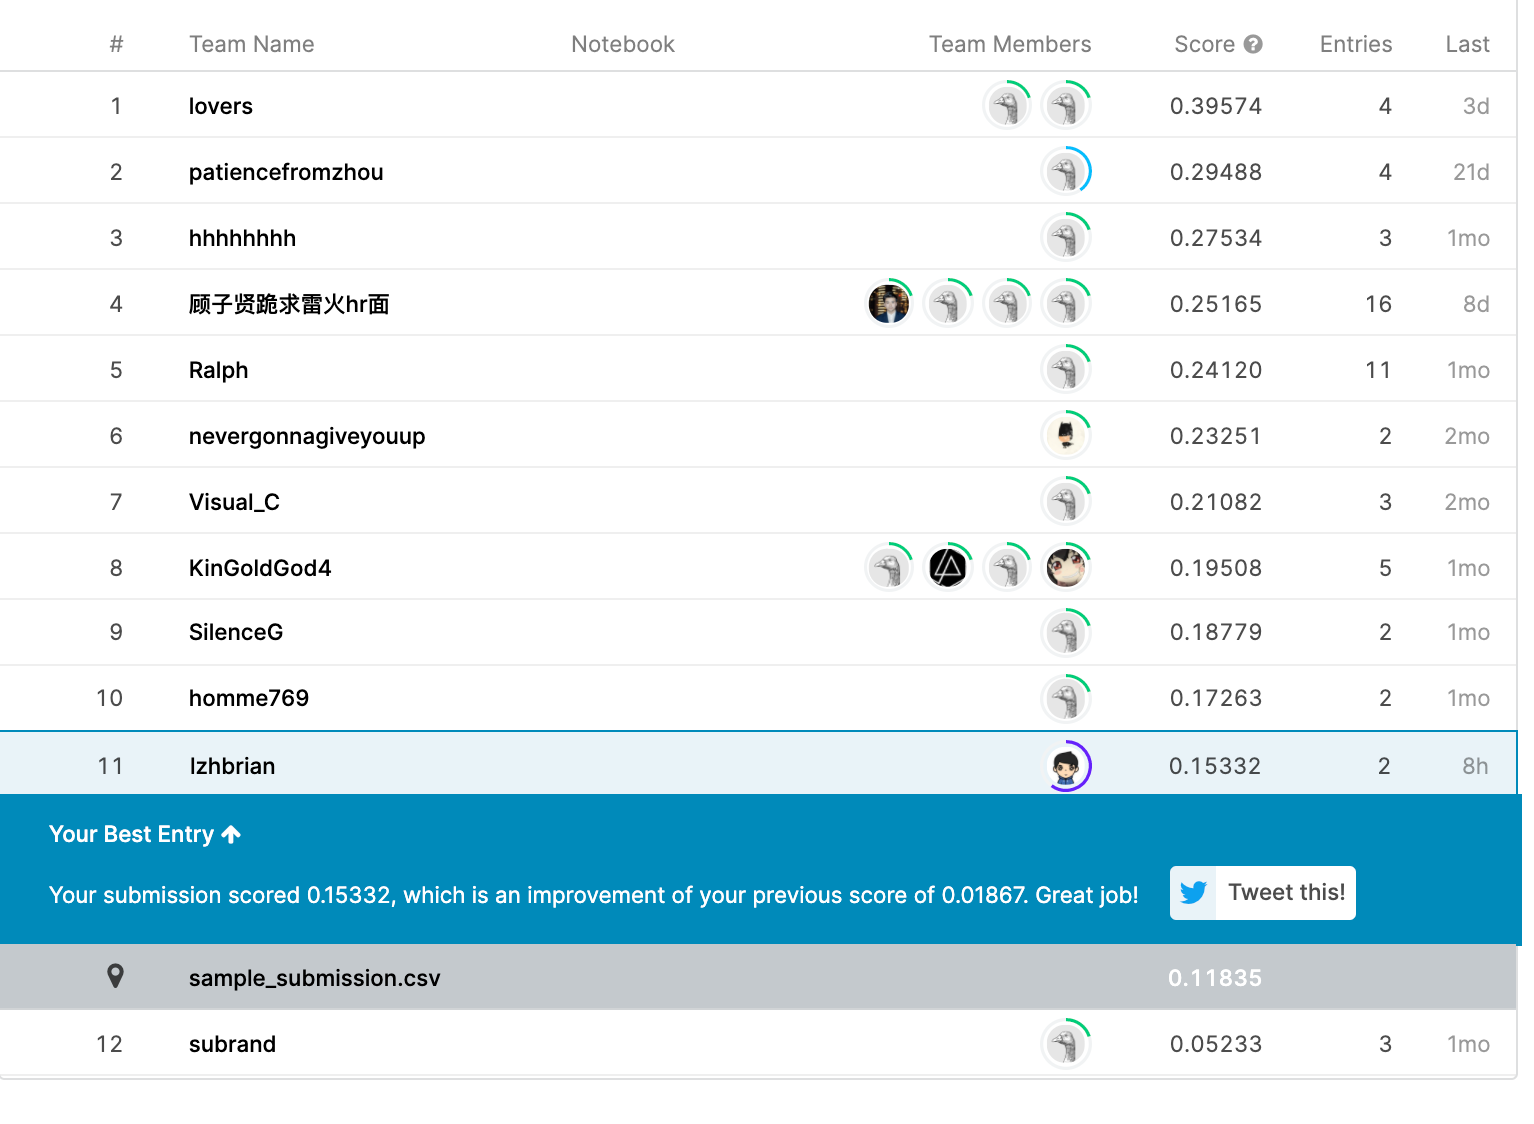 # Team Name Notebook Team Members Score Entries Last
1 lovers 0.39574 4 3d
2 patiencefromzhou 0.29488 4 21d
3 hhhhhhhh 0.27534 3 1mo
4 顾子贤跪求雷火hr面 0.25165 16 8d
5 Ralph 0.24120 11 1mo
6 nevergonnagiveyouup 0.23251 2 2mo
7 Visual_C 0.21082 3 2mo
8 KinGoldGod4 0.19508 5 1mo
9 SilenceG 0.18779 2 1mo
10 homme769 0.17263 2 1mo
11 lzhbrian 0.15332 2 8h
Your Best Entry
Your submission scored 0.15332, which is an improvement of your previous score of 0.01867. Great job! Tweet this!
sample_submission.csv 0.11835
12 subrand 0.05233 3 1mo